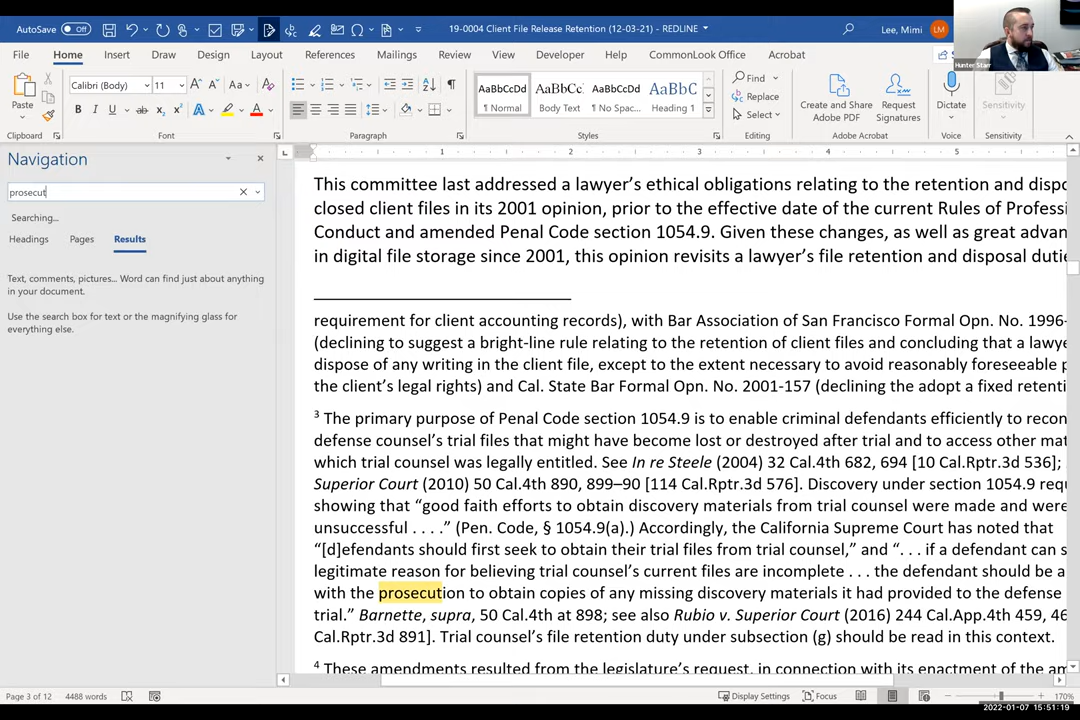 AutoSave Off 19-0004 Client File Release Retention (12-03-21) - REDLINE Lee, Mimi LM
Hunter Starr
File Home Insert Draw Design Layout References Mailings Review View Developer Help CommonLook Office Acrobat
Paste Calibri (Body) 11 A A Aa A
B I U ab x2 x2 A A
AaBbCcDd AaBbCc AaBbCcDd AaBbC
Normal Body Text No Spac... Heading 1
Find
Replace
Select
Create and Share Adobe PDF
Request Signatures
Dictate
Sensitivity
Clipboard Font Paragraph Styles Editing Adobe Acrobat Voice Sensitivity
Navigation
prosecut
Searching...
Headings Pages Results
Text, comments, pictures... Word can find just about anything
in your document.
Use the search box for text or the magnifying glass for
everything else.
1 2 3 4 5
This committee last addressed a lawyer’s ethical obligations relating to the retention and dispo
closed client files in its 2001 opinion, prior to the effective date of the current Rules of Professi
Conduct and amended Penal Code section 1054.9. Given these changes, as well as great advan
in digital file storage since 2001, this opinion revisits a lawyer’s file retention and disposal dutie
requirement for client accounting records), with Bar Association of San Francisco Formal Opn. No. 1996-
(declining to suggest a bright-line rule relating to the retention of client files and concluding that a lawye
dispose of any writing in the client file, except to the extent necessary to avoid reasonably foreseeable p
the client’s legal rights) and Cal. State Bar Formal Opn. No. 2001-157 (declining the adopt a fixed retenti
3 The primary purpose of Penal Code section 1054.9 is to enable criminal defendants efficiently to recon
defense counsel’s trial files that might have become lost or destroyed after trial and to access other mat
which trial counsel was legally entitled. See In re Steele (2004) 32 Cal.4th 682, 694 [10 Cal.Rptr.3d 536];
Superior Court (2010) 50 Cal.4th 890, 899–90 [114 Cal.Rptr.3d 576]. Discovery under section 1054.9 requ
showing that “good faith efforts to obtain discovery materials from trial counsel were made and were
unsuccessful . . . .” (Pen. Code, § 1054.9(a).) Accordingly, the California Supreme Court has noted that
“[d]efendants should first seek to obtain their trial files from trial counsel,” and “. . . if a defendant can s
legitimate reason for believing trial counsel’s current files are incomplete . . . the defendant should be a
with the prosecution to obtain copies of any missing discovery materials it had provided to the defense
trial.” Barnette, supra, 50 Cal.4th at 898; see also Rubio v. Superior Court (2016) 244 Cal.App.4th 459, 46
Cal.Rptr.3d 891]. Trial counsel’s file retention duty under subsection (g) should be read in this context.
4 These amendments resulted from the legislature’s request, in connection with its enactment of the am
Page 3 of 12 4488 words Display Settings Focus 170%
2022-01-07 15:51:19